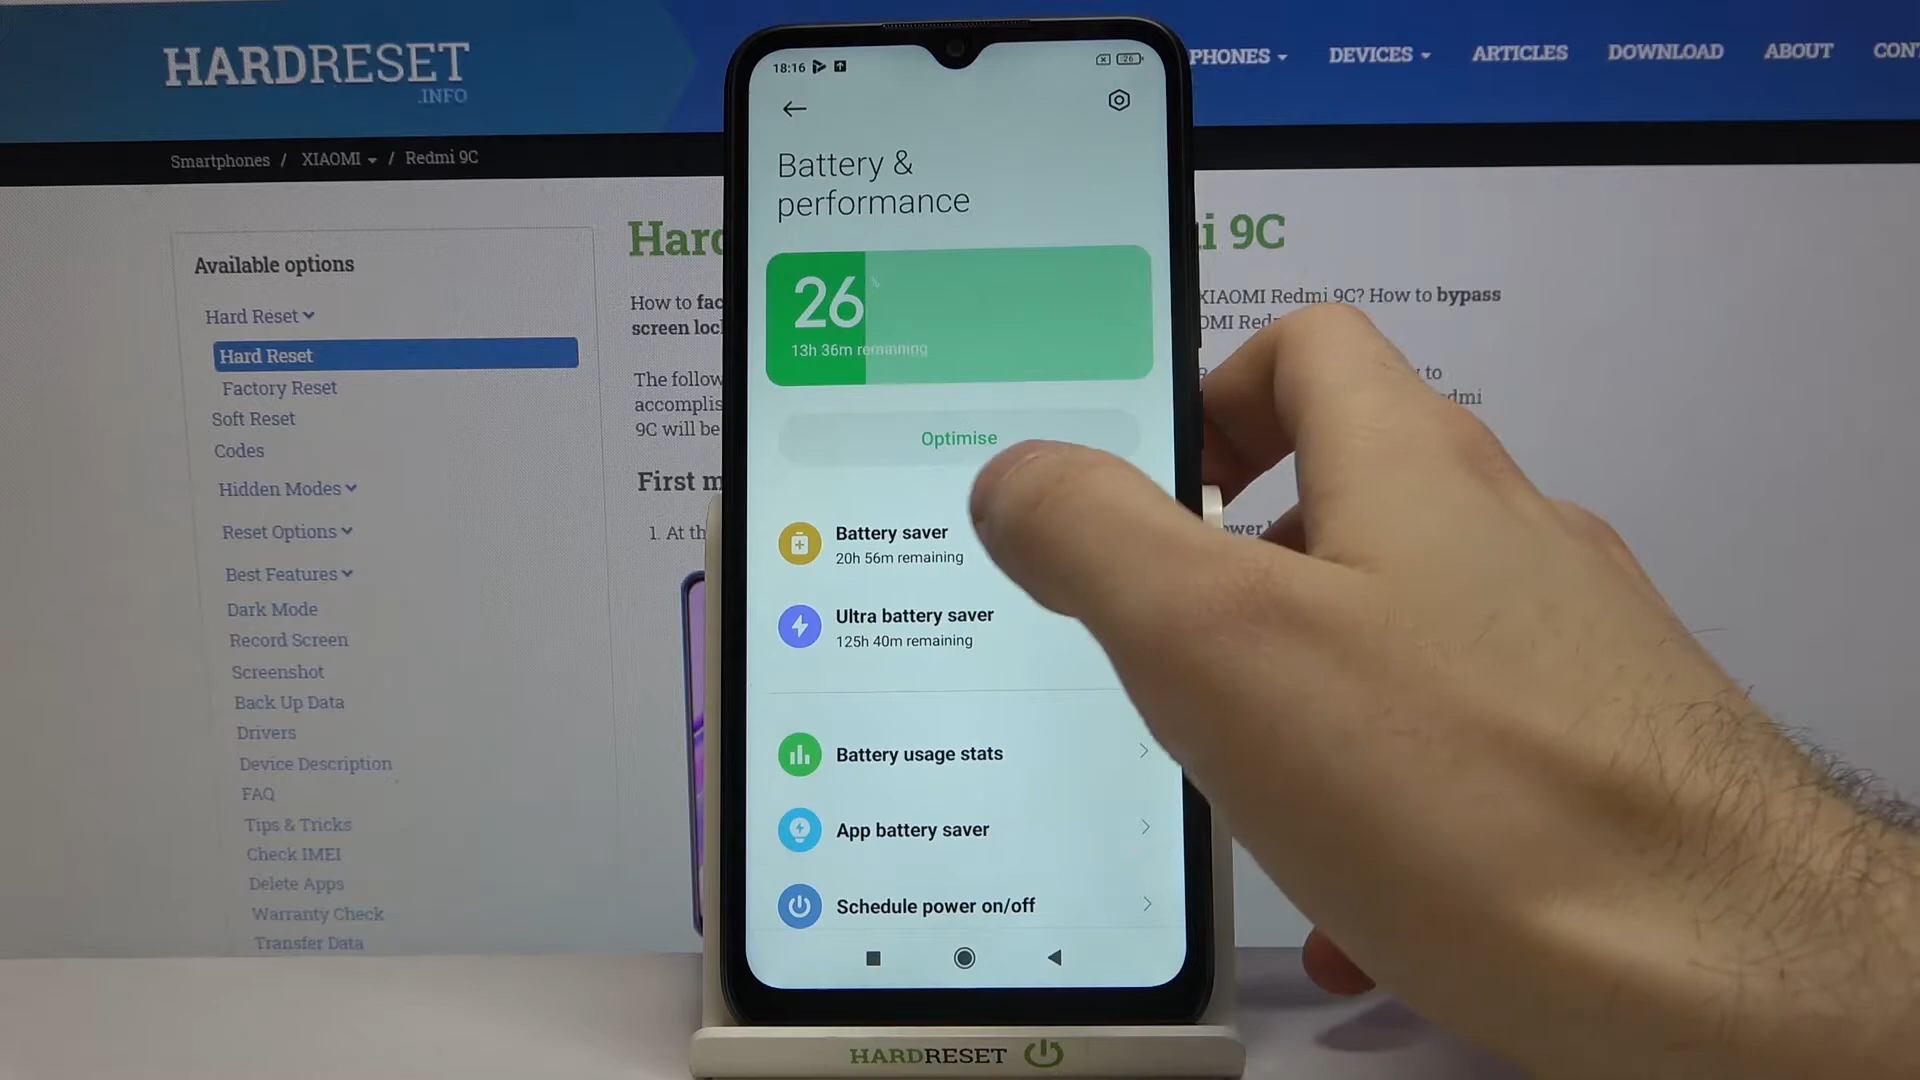 HARDRESET
.INFO
PHONES
DEVICES
ARTICLES
DOWNLOAD
ABOUT
Smartphones / XIAOMI / Redmi 9C
Available options
Hard Reset
Hard Reset
Factory Reset
Soft Reset
Codes
Hidden Modes
Reset Options
Best Features
Dark Mode
Record Screen
Screenshot
Back Up Data
Drivers
Device Description
FAQ
Tips & Tricks
Check IMEI
Delete Apps
Warranty Check
Transfer Data
9C
How to
screen
XIAOMI Redmi 9C? How to bypass
The
to
9C will be
First
1. At
18:16
26
Battery &
performance
26 %
13h 36m remaining
Optimise
Battery saver
20h 56m remaining
Ultra battery saver
125h 40m remaining
Battery usage stats
App battery saver
Schedule power on/off
HARDRESET